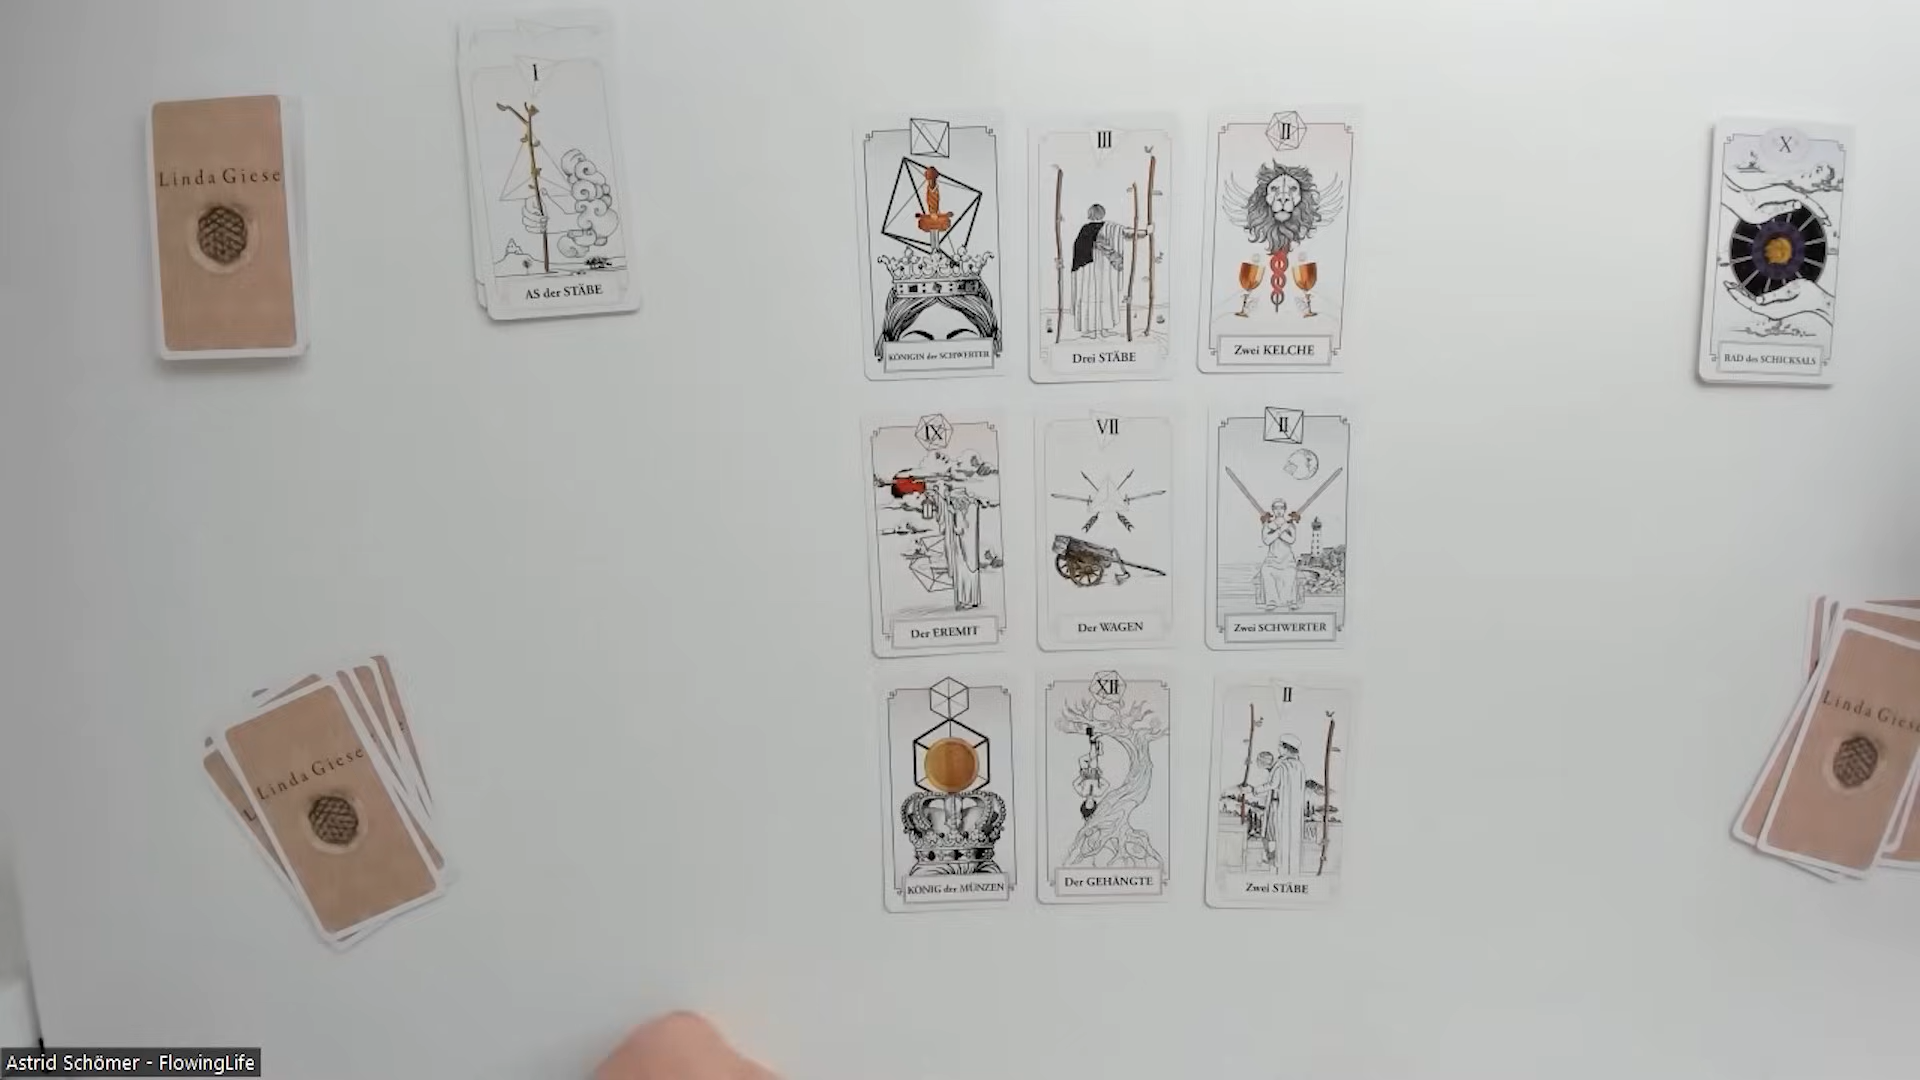 Linda Giese
I
AS der STÄBE
KÖNIGIN der SCHWERTER
III
Drei STÄBE
II
Zwei KELCHE
X
RAD des SCHICKSALS
IX
Der EREMIT
VII
Der WAGEN
II
Zwei SCHWERTER
Linda Giese
KÖNIG der MÜNZEN
XII
Der GEHÄNGTE
II
Zwei STÄBE
Linda Giese
Astrid Schömer - FlowingLife